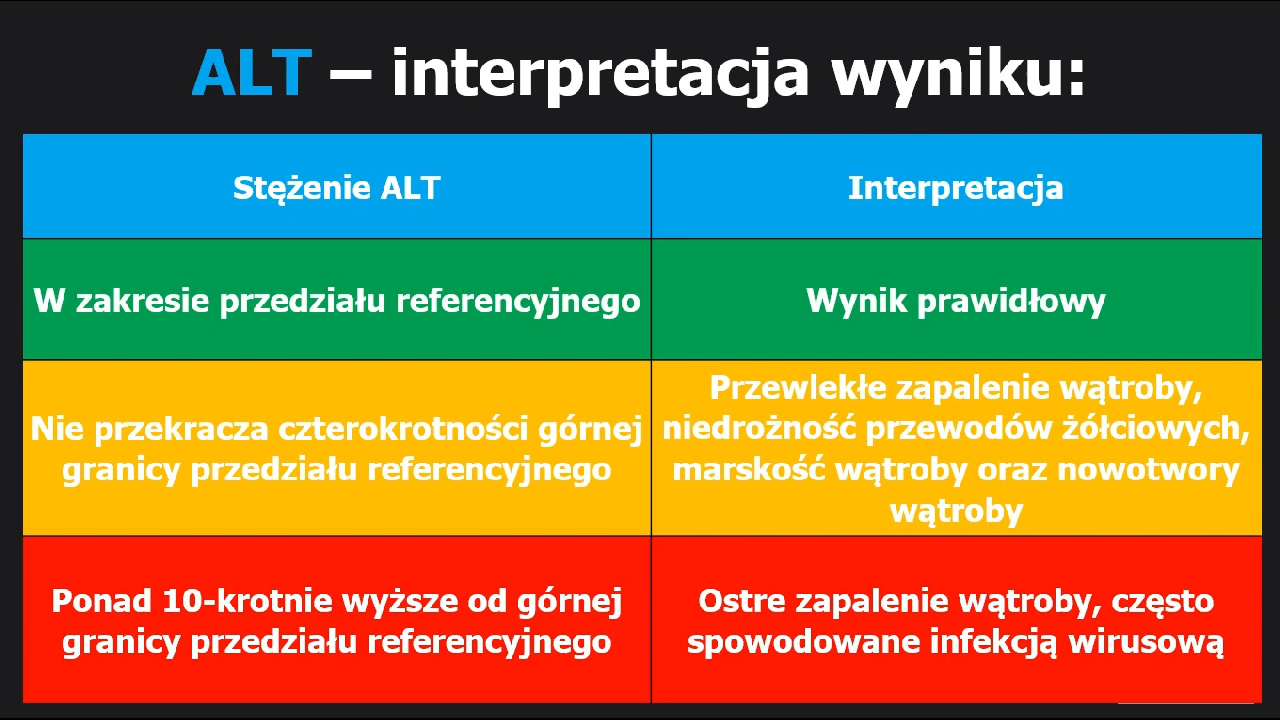 ALT – interpretacja wyniku:
Stężenie ALT
Interpretacja
W zakresie przedziału referencyjnego
Wynik prawidłowy
Nie przekracza czterokrotności górnej
granicy przedziału referencyjnego
Przewlekłe zapalenie wątroby,
niedrożność przewodów żółciowych,
marskość wątroby oraz nowotwory
wątroby
Ponad 10-krotnie wyższe od górnej
granicy przedziału referencyjnego
Ostre zapalenie wątroby, często
spowodowane infekcją wirusową